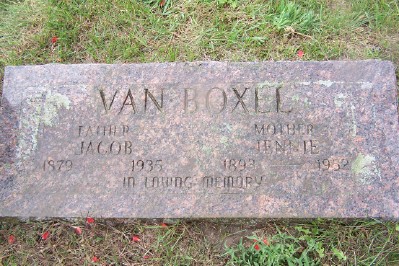 VAN BOXEL
FATHER MOTHER
JACOB JENNIE
1879 1935 1893 1932
IN LOVING MEMORY